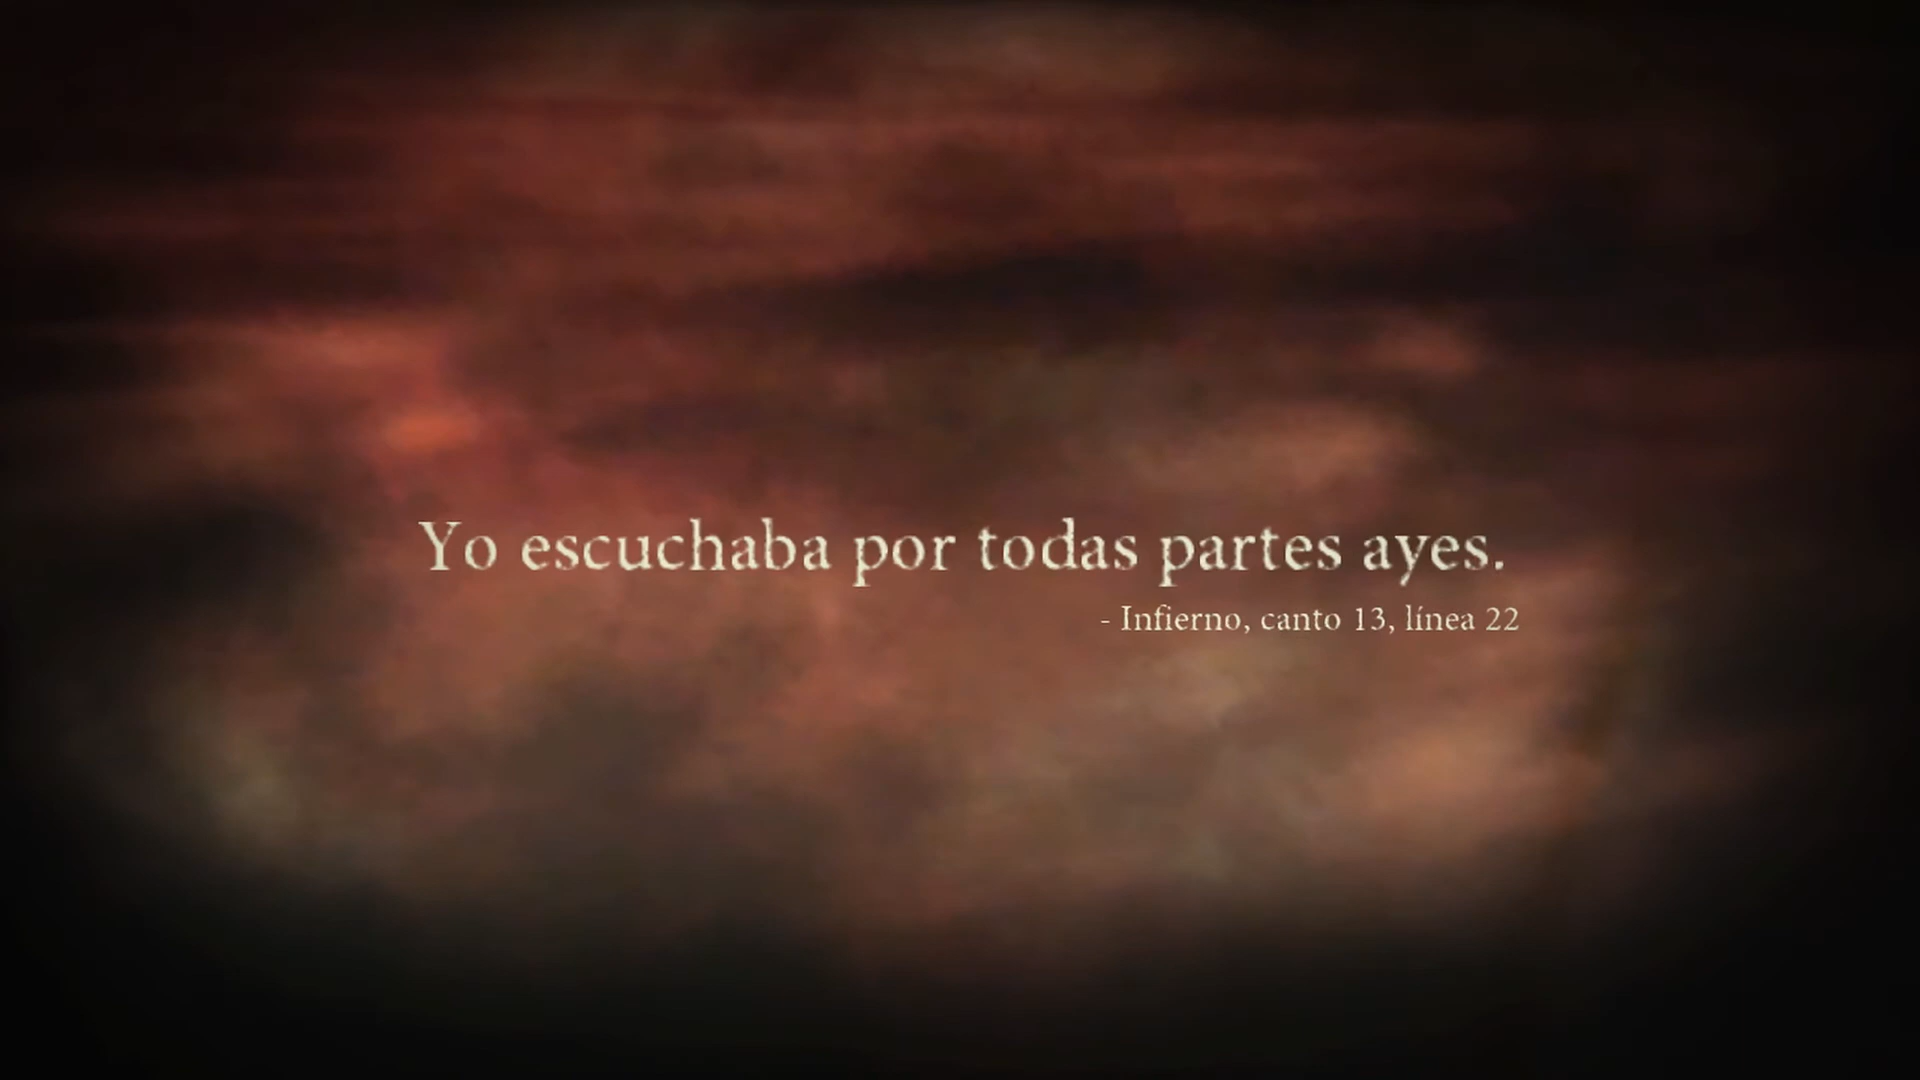 Yo escuchaba por todas partes ayes.
- Infierno, canto 13, línea 22